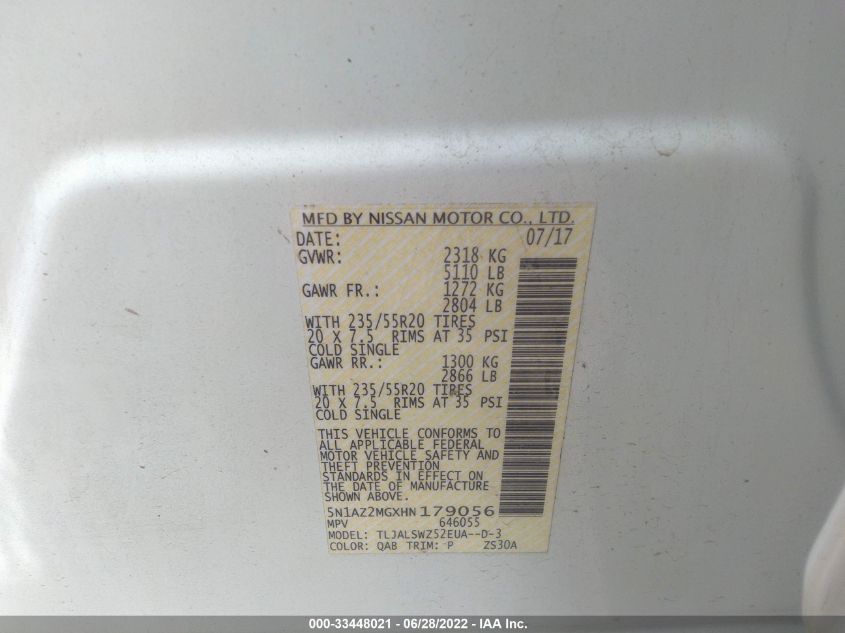 MFD BY NISSAN MOTOR CO., LTD.
DATE: 07/17
GVWR: 2318 KG
5110 LB
GAWR FR.: 1272 KG
2804 LB
WITH 235/55R20 TIRES
20 X 7.5 RIMS AT 35 PSI
COLD SINGLE
GAWR RR.: 1300 KG
2866 LB
WITH 235/55R20 TIRES
20 X 7.5 RIMS AT 35 PSI
COLD SINGLE
THIS VEHICLE CONFORMS TO
ALL APPLICABLE FEDERAL
MOTOR VEHICLE SAFETY AND
THEFT PREVENTION
STANDARDS IN EFFECT ON
THE DATE OF MANUFACTURE
SHOWN ABOVE.
5N1AZ2MGXHN179056
MPV 646055
MODEL: TLJALSWZ52EUA--D-3
COLOR: QAB TRIM: P ZS30A
000-33448021 - 06/28/2022 - IAA Inc.